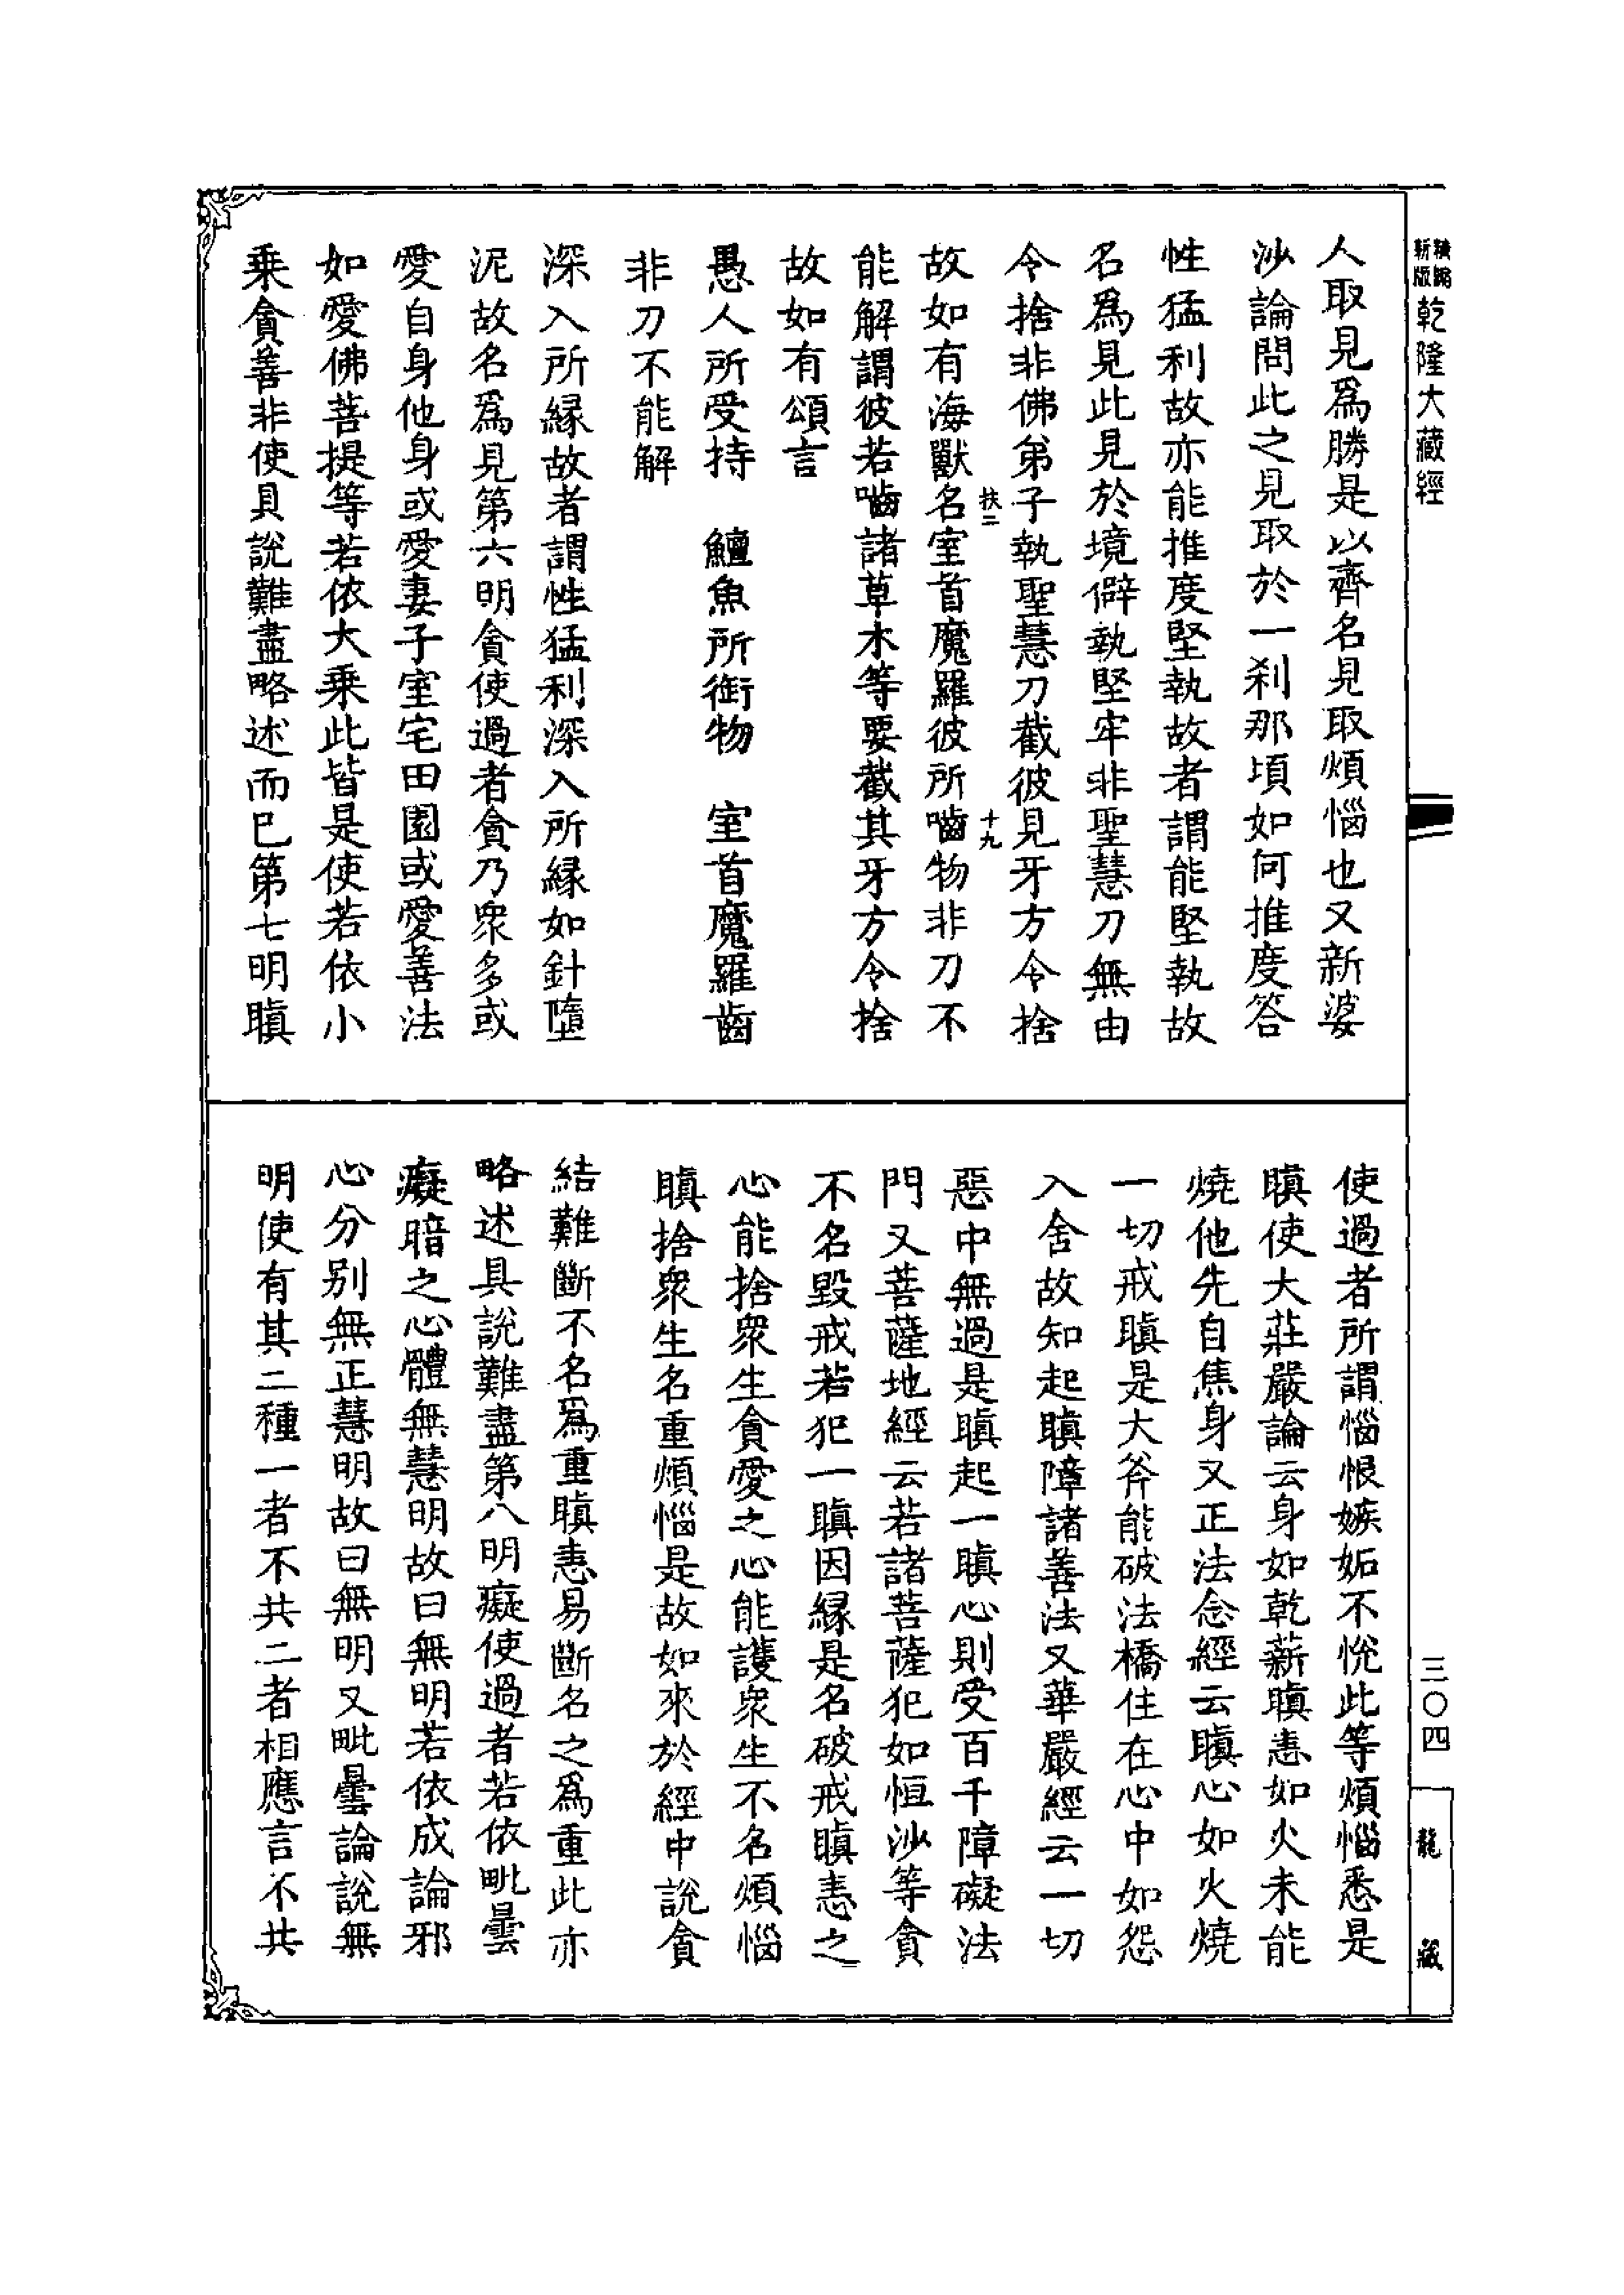 乾隆大藏經
人取見爲勝是以齊名見取煩惱也又新婆
沙論問此之見取於一刹那頃如何推度答
性猛利故亦能推度堅執故者謂能堅執故
名爲見此見於境僻執堅牢非聖慧刀無由
令捨非佛弟子執聖慧刀截彼見牙方令捨
扶二 十九
故如有海獸名室首魔羅彼所嚙物非刀不
能解謂彼若嚙諸草木等要截其牙方令捨
故如有頌言
愚人所受持 鱣魚所銜物 室首魔羅齒
非刀不能解
深入所緣故者謂性猛利深入所緣如針墮
泥故名爲見第六明貪使過者貪乃衆多或
愛自身他身或愛妻子室宅田園或愛善法
如愛佛菩提等若依大乘此皆是使若依小
乘貪善非使具說難盡略述而已第七明瞋
使過者所謂惱恨嫉妬不悅此等煩惱悉是
瞋使大莊嚴論云身如乾薪瞋恚如火未能
燒他先自焦身又正法念經云瞋心如火燒
一切戒瞋是大斧能破法橋住在心中如怨
入舍故知起瞋障諸善法又華嚴經云一切
惡中無過是瞋起一瞋心則受百千障礙法
門又菩薩地經云若諸菩薩犯如恒沙等貪
不名毀戒若犯一瞋因緣是名破戒瞋恚之
心能捨衆生貪愛之心能護衆生不名煩惱
瞋捨衆生名重煩惱是故如來於經中說貪
結難斷不名爲重瞋恚易斷名之爲重此亦
略述具說難盡第八明癡使過者若依毗曇
癡暗之心體無慧明故曰無明若依成論邪
心分别無正慧明故曰無明又毗曇論說無
明使有其二種一者不共二者相應言不共
三〇四
龍藏